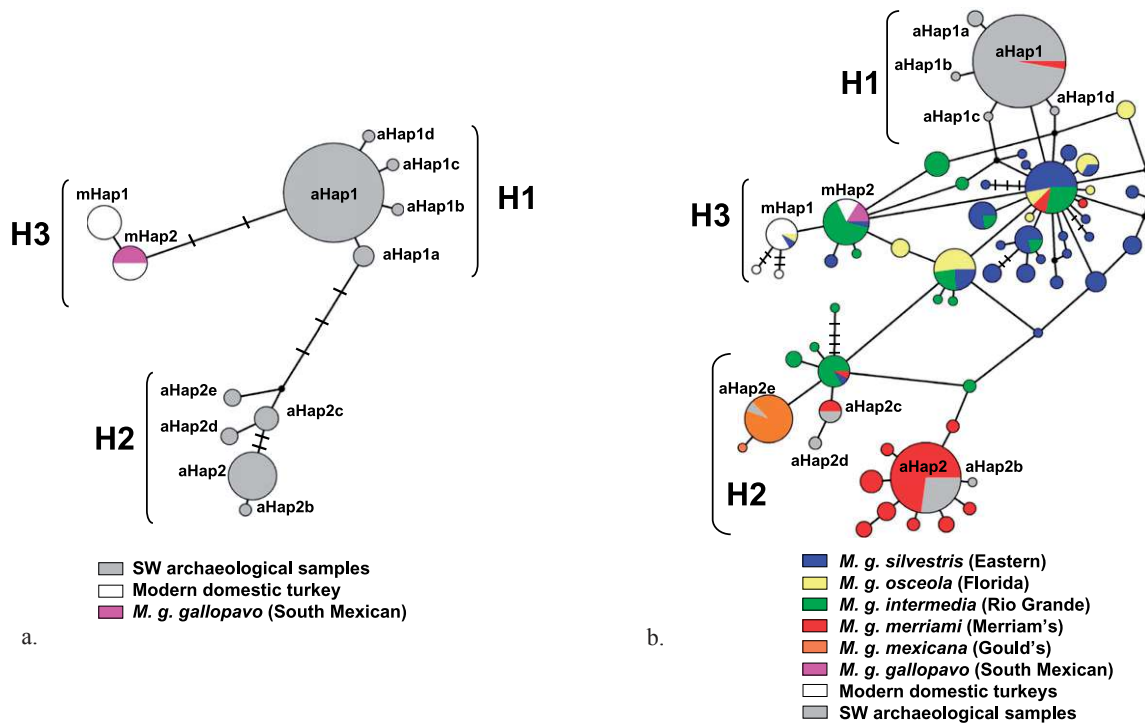 aHap1d
aHap1c
aHap1
aHap1b
aHap1a
H1
mHap1
H3
mHap2
aHap2e
aHap2c
H2
aHap2d
aHap2
aHap2b
SW archaeological samples
Modern domestic turkey
M. g. gallopavo (South Mexican)
a.
aHap1a
aHap1
H1
aHap1b
aHap1d
aHap1c
mHap2
H3
mHap1
aHap2e
aHap2c
H2
aHap2d
aHap2
aHap2b
M. g. silvestris (Eastern)
M. g. osceola (Florida)
M. g. intermedia (Rio Grande)
M. g. merriami (Merriam's)
M. g. mexicana (Gould's)
M. g. gallopavo (South Mexican)
Modern domestic turkeys
SW archaeological samples
b.